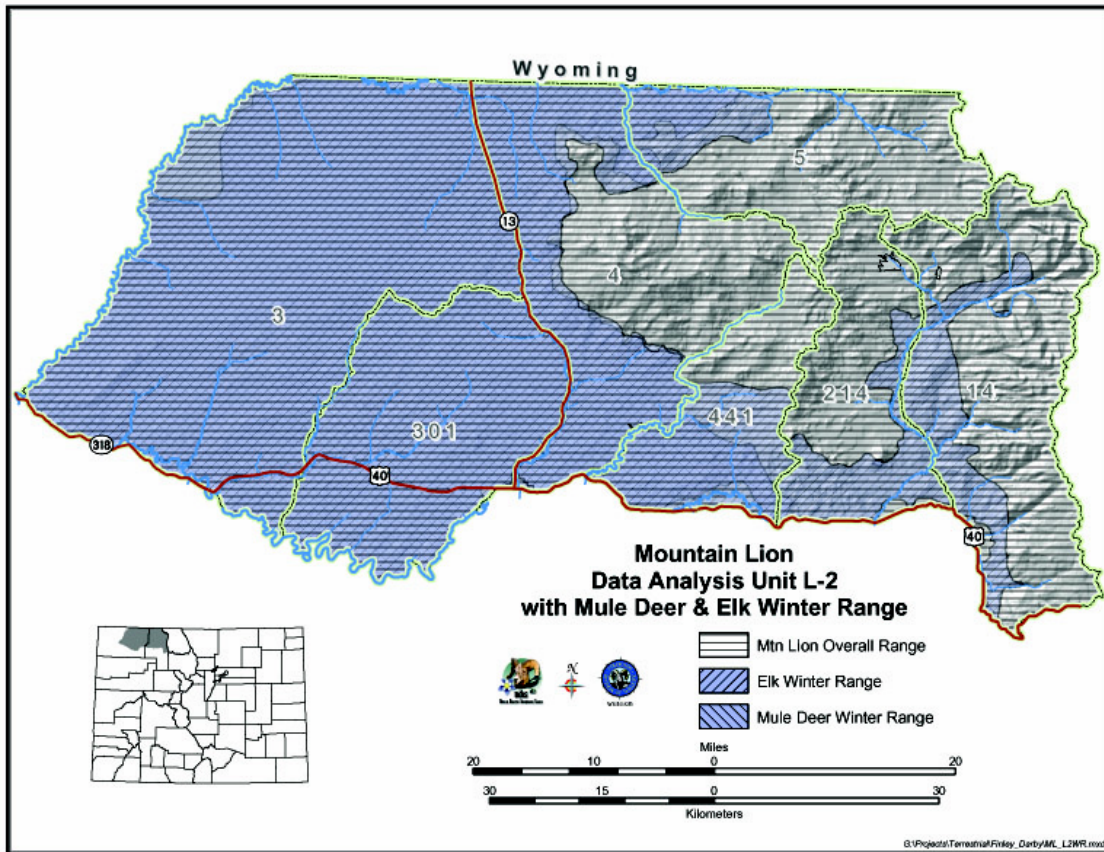 Wyoming
5
13
4
3
214
14
441
301
318
40
40
Mountain Lion
Data Analysis Unit L-2
with Mule Deer & Elk Winter Range
Mtn Lion Overall Range
Elk Winter Range
Mule Deer Winter Range
N
Miles
20 10 0 20
30 15 0 30
Kilometers
G:\Projects\Terrestrial\Finley_Darby\ML_L2WR.mxd